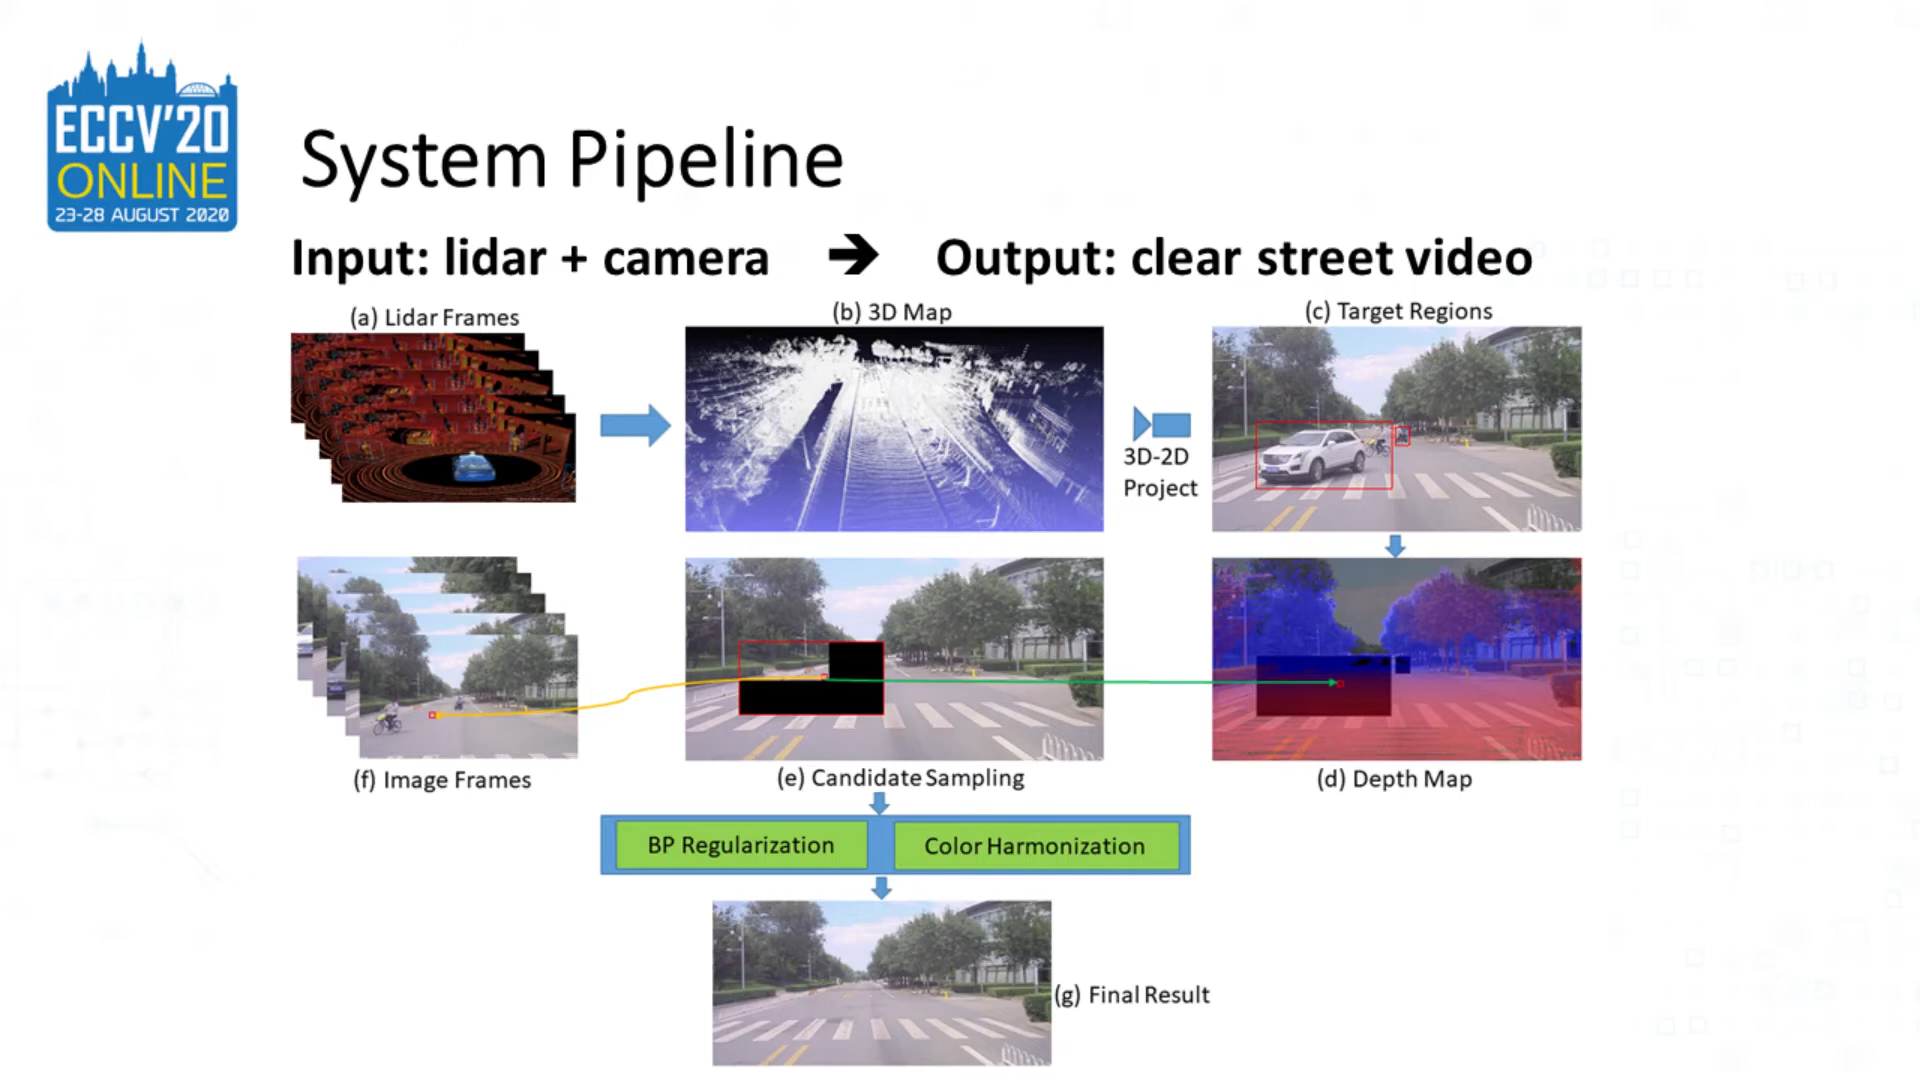 ECCV'20
ONLINE
23-28 AUGUST 2020
System Pipeline
Input: lidar + camera ➔ Output: clear street video
(a) Lidar Frames
(b) 3D Map
(c) Target Regions
3D-2D
Project
(f) Image Frames
(e) Candidate Sampling
(d) Depth Map
BP Regularization
Color Harmonization
(g) Final Result